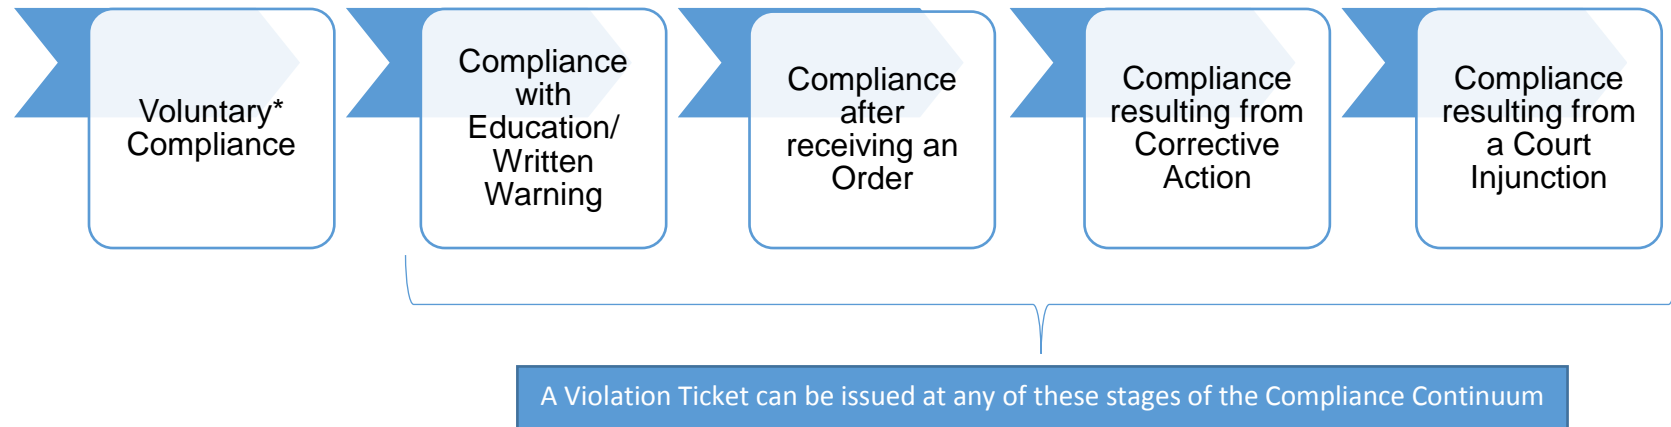 Voluntary*
Compliance
Compliance
with
Education/
Written
Warning
Compliance
after
receiving an
Order
Compliance
resulting from
Corrective
Action
Compliance
resulting from
a Court
Injunction
A Violation Ticket can be issued at any of these stages of the Compliance Continuum